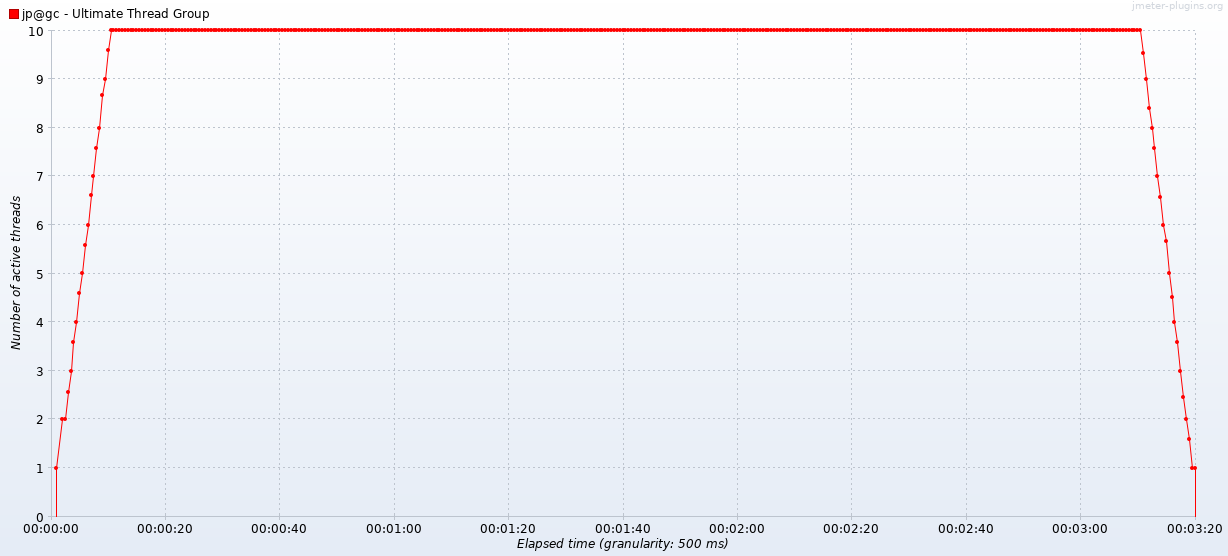 jmeter-plugins.org
jp@gc - Ultimate Thread Group
10
9
8
7
6
5
4
3
2
1
0
Number of active threads
00:00:00 00:00:20 00:00:40 00:01:00 00:01:20 00:01:40 00:02:00 00:02:20 00:02:40 00:03:00 00:03:20
Elapsed time (granularity: 500 ms)